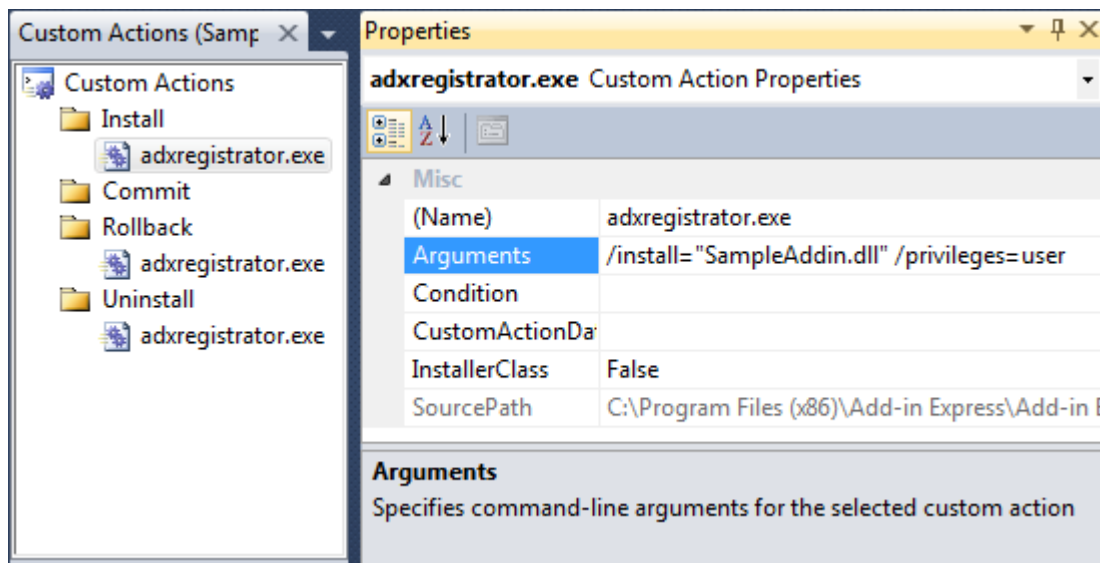 Custom Actions (Samp
Custom Actions
Install
adxregistrator.exe
Commit
Rollback
adxregistrator.exe
Uninstall
adxregistrator.exe
Properties
adxregistrator.exe Custom Action Properties
Misc
(Name) adxregistrator.exe
Arguments /install="SampleAddin.dll" /privileges=user
Condition
CustomActionDat
InstallerClass False
SourcePath C:\Program Files (x86)\Add-in Express\Add-in E
Arguments
Specifies command-line arguments for the selected custom action